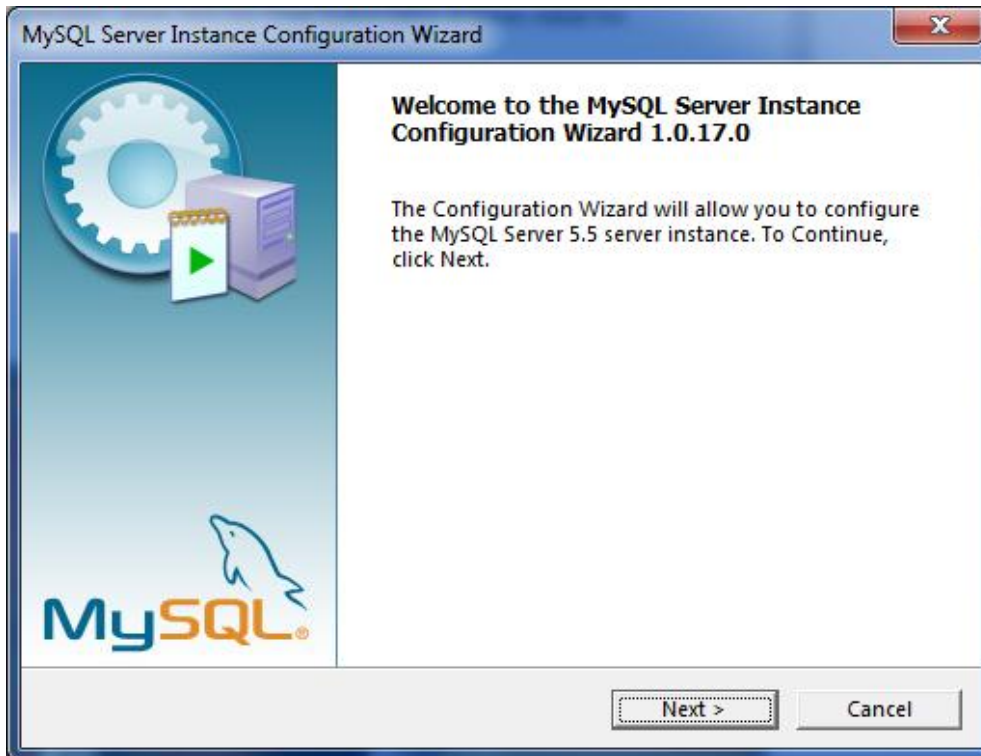 MySQL Server Instance Configuration Wizard
Welcome to the MySQL Server Instance
Configuration Wizard 1.0.17.0
The Configuration Wizard will allow you to configure
the MySQL Server 5.5 server instance. To Continue,
click Next.
MySQL®
Next >
Cancel